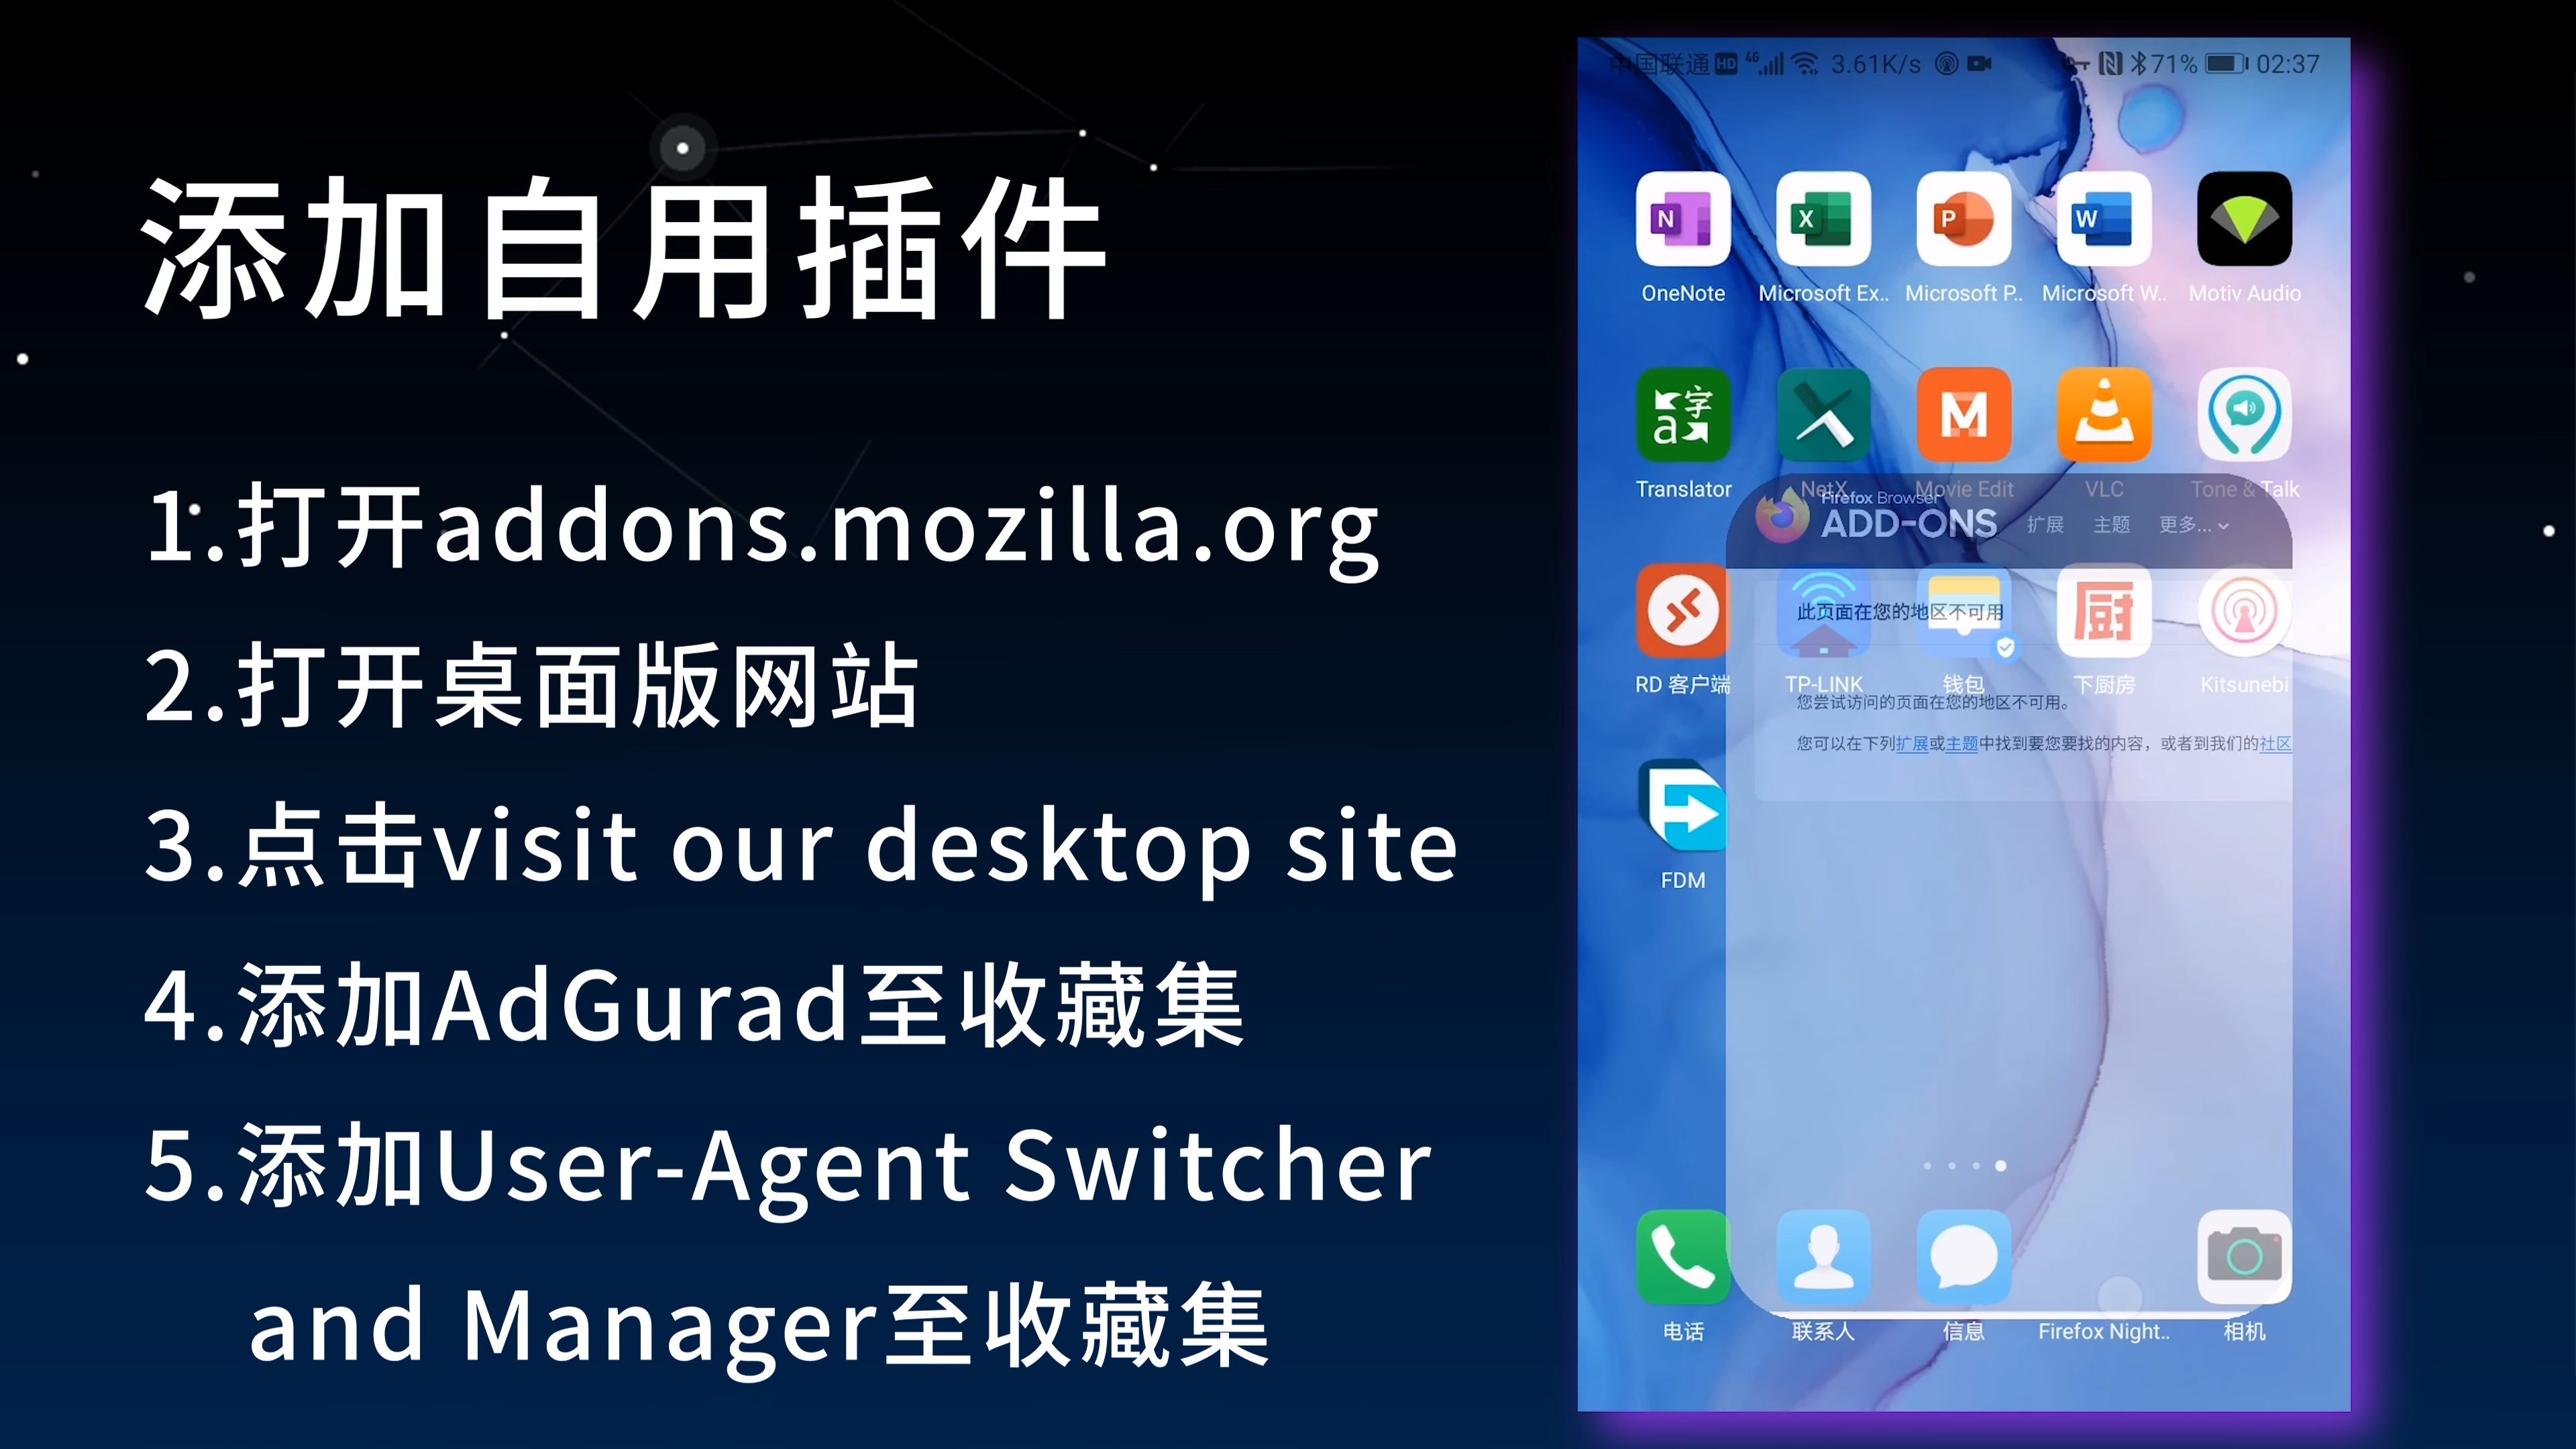 添加自用插件
1.打开addons.mozilla.org
2.打开桌面版网站
3.点击visit our desktop site
4.添加AdGurad至收藏集
5.添加User-Agent Switcher
and Manager至收藏集
中国联通 HD 4G 3.61K/s 71% 02:37
N X P W
OneNote Microsoft Ex.. Microsoft P.. Microsoft W.. Motiv Audio
字 a M
Translator NetX Movie Edit VLC Tone & Talk
Firefox Browser
ADD-ONS 扩展 主题 更多...
厨
此页面在您的地区不可用
RD 客户端 TP-LINK 钱包 下厨房 Kitsunebi
您尝试访问的页面在您的地区不可用。
您可以在下列扩展或主题中找到要您要找的内容，或者到我们的社区
FDM
电话 联系人 信息 Firefox Night.. 相机